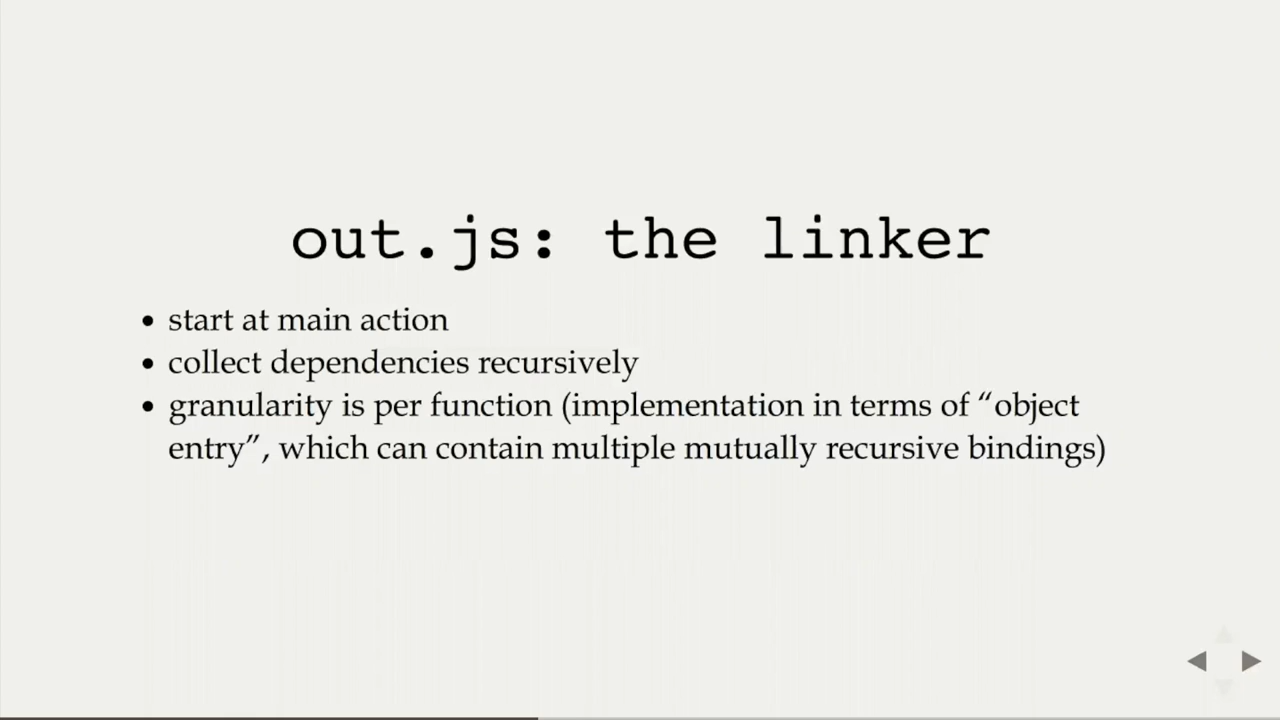 out.js: the linker
• start at main action
• collect dependencies recursively
• granularity is per function (implementation in terms of “object
entry”, which can contain multiple mutually recursive bindings)